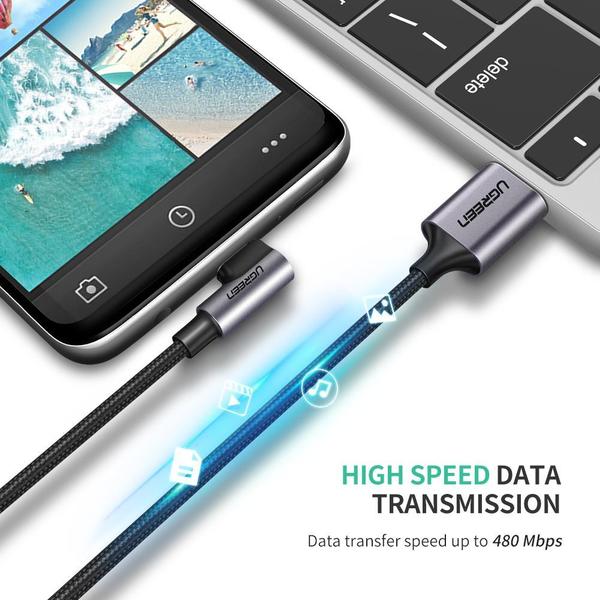 delete
UGREEN
UGREEN
HIGH SPEED DATA
TRANSMISSION
Data transfer speed up to 480 Mbps